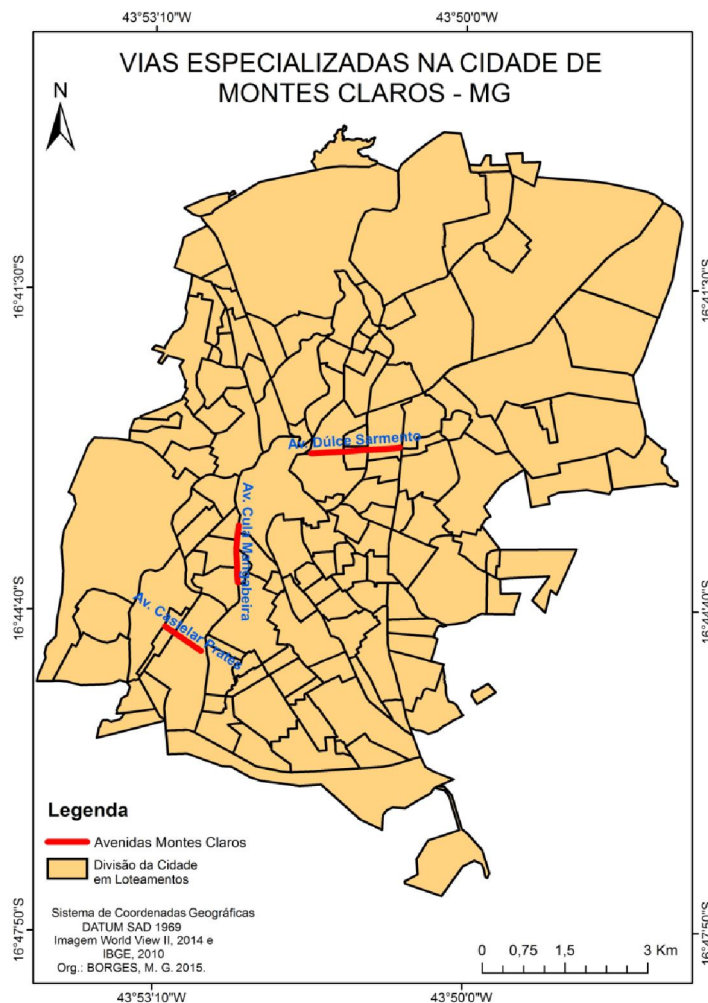 43°53'10"W
43°50'00"W
VIAS ESPECIALIZADAS NA CIDADE DE
MONTES CLAROS - MG
N
16°41'30"S
16°41'30"S
Av. Dúlce Sarmento
Av. Cula Mangabeira
16°44'40"S
16°44'40"S
Av. Castelar Prates
Legenda
Avenidas Montes Claros
Divisão da Cidade
em Loteamentos
Sistema de Coordenadas Geográficas
DATUM SAD 1969
Imagem World View II, 2014 e
IBGE, 2010
Org.: BORGES, M. G. 2015.
0 0,75 1,5 3 Km
16°47'50"S
16°47'50"S
43°53'10"W
43°50'00"W